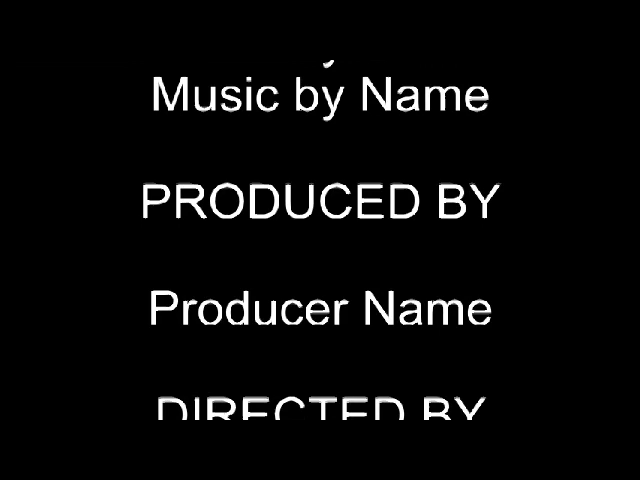 Music by Name
PRODUCED BY
Producer Name
DIRECTED BY